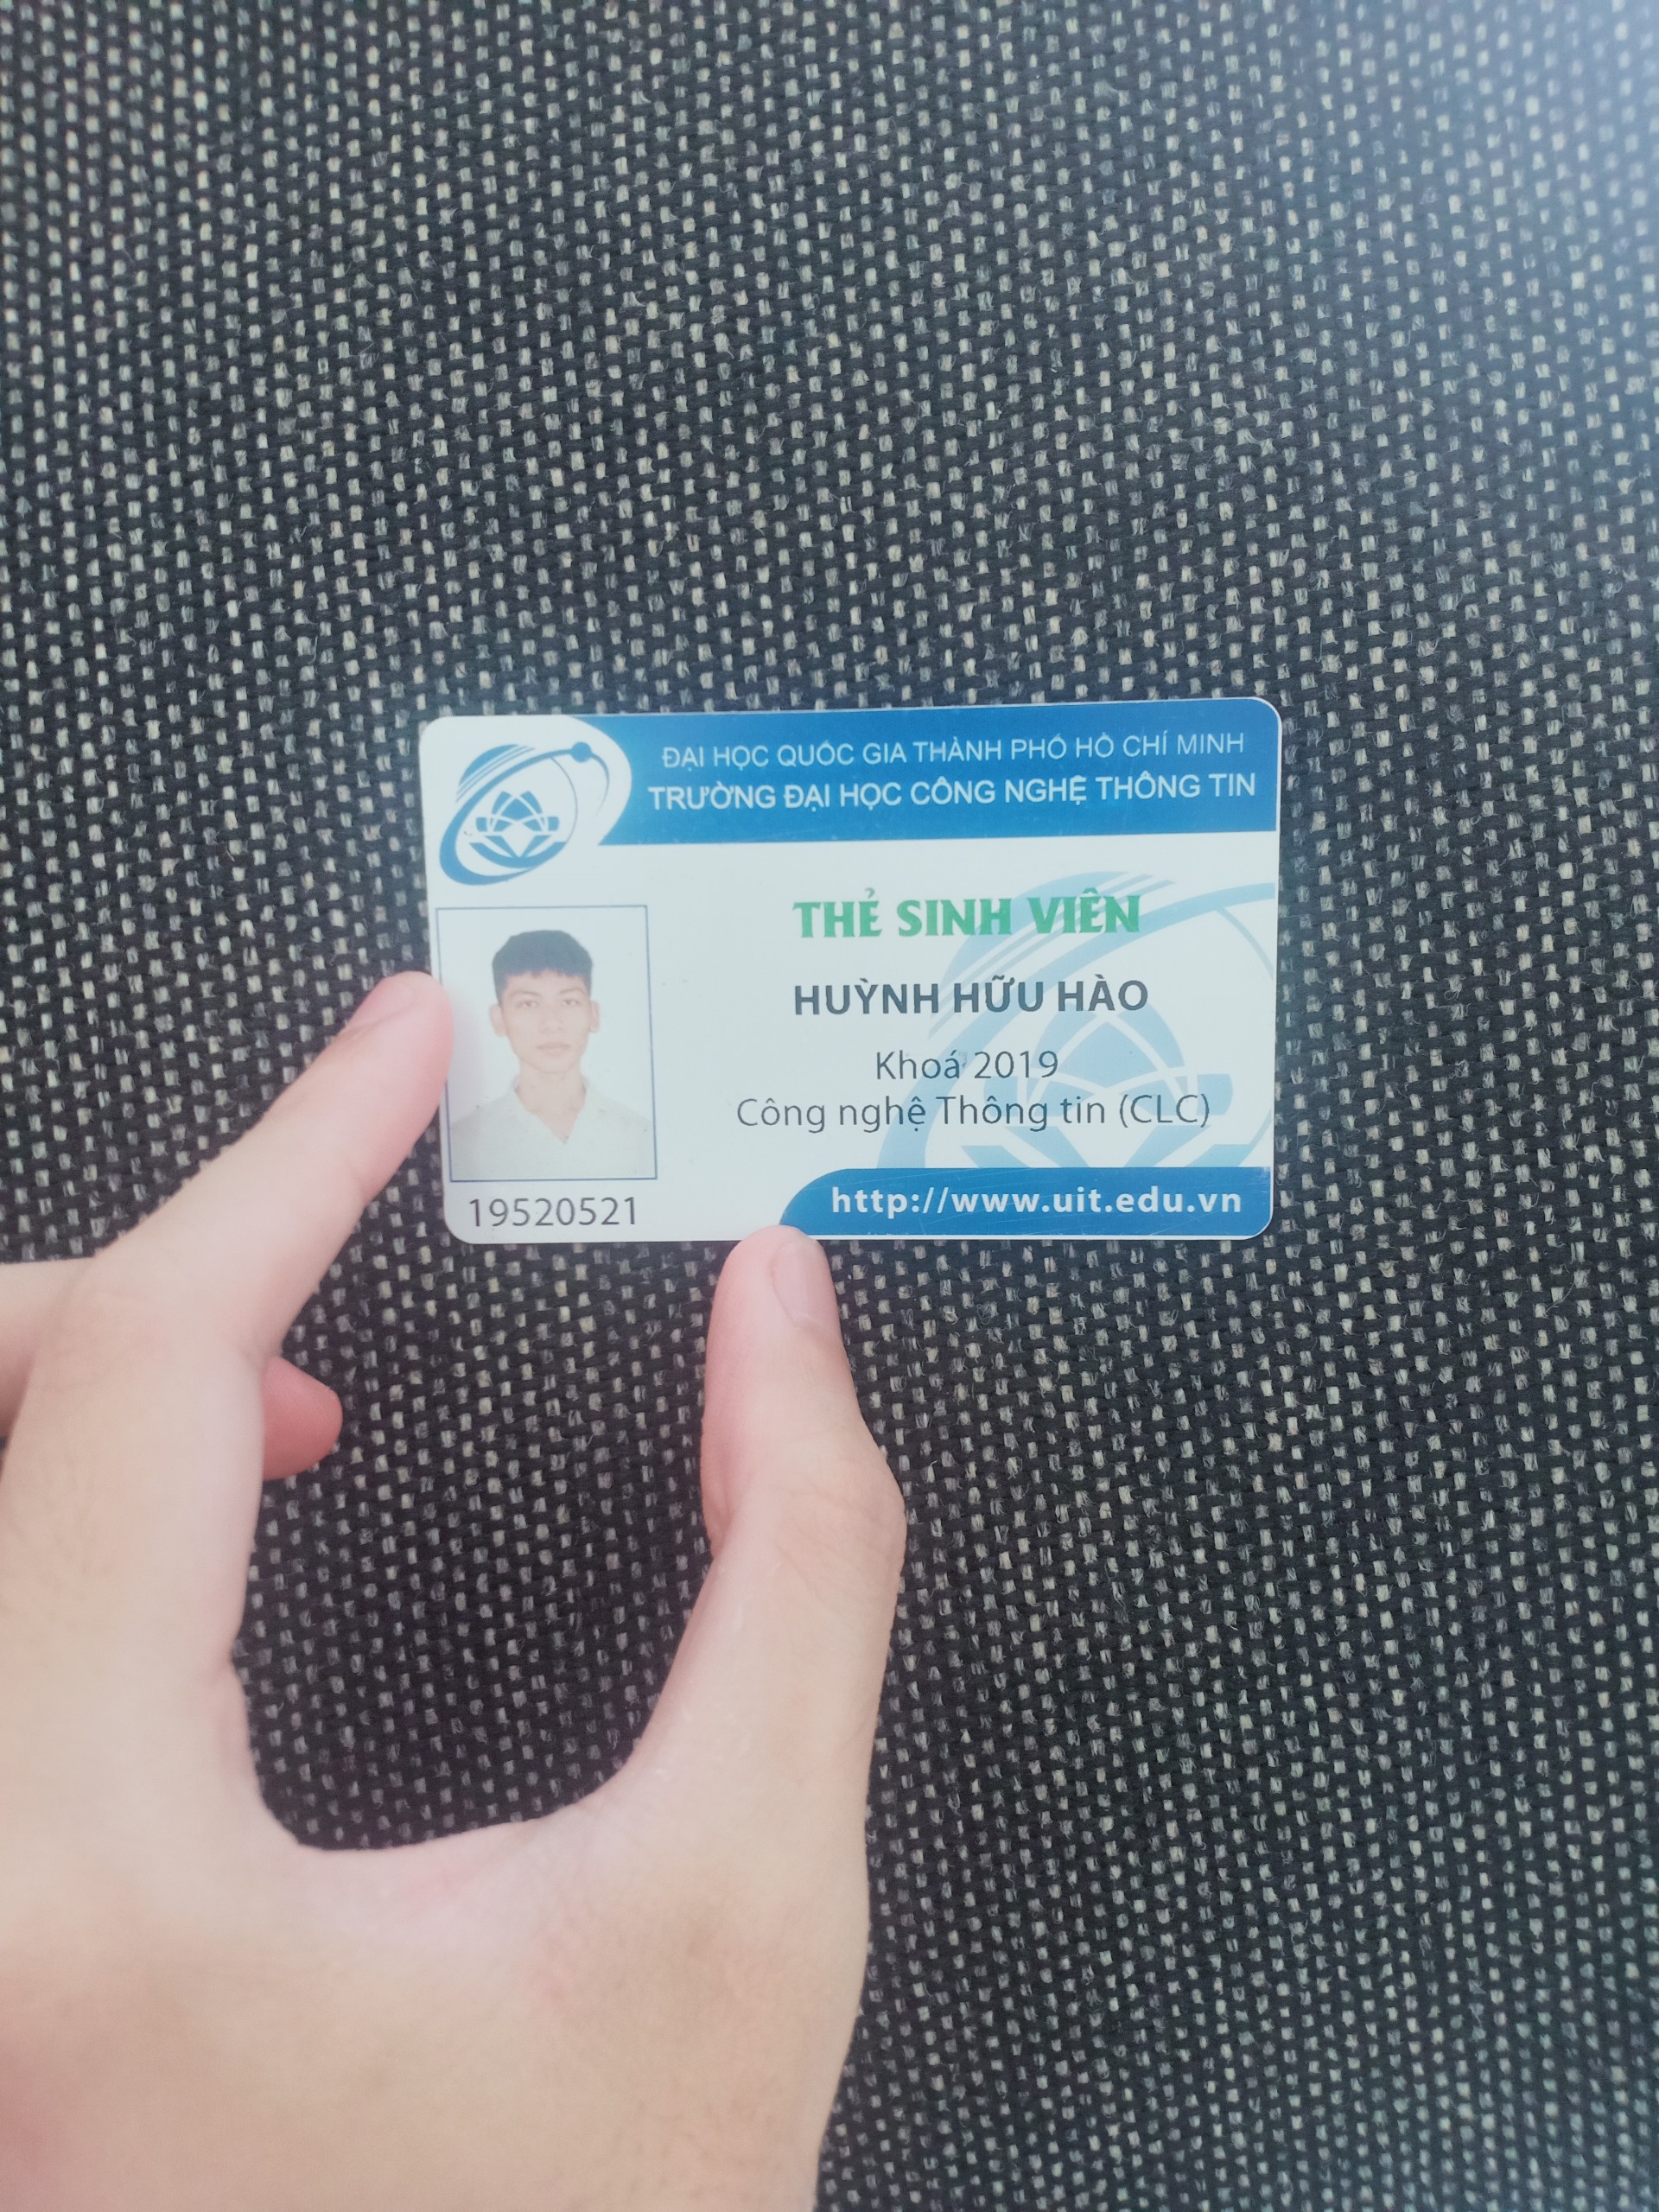 ĐẠI HỌC QUỐC GIA THÀNH PHỐ HỒ CHÍ MINH
TRƯỜNG ĐẠI HỌC CÔNG NGHỆ THÔNG TIN
THẺ SINH VIÊN
HUỲNH HỮU HÀO
Khoá 2019
Công nghệ Thông tin (CLC)
19520521
http://www.uit.edu.vn